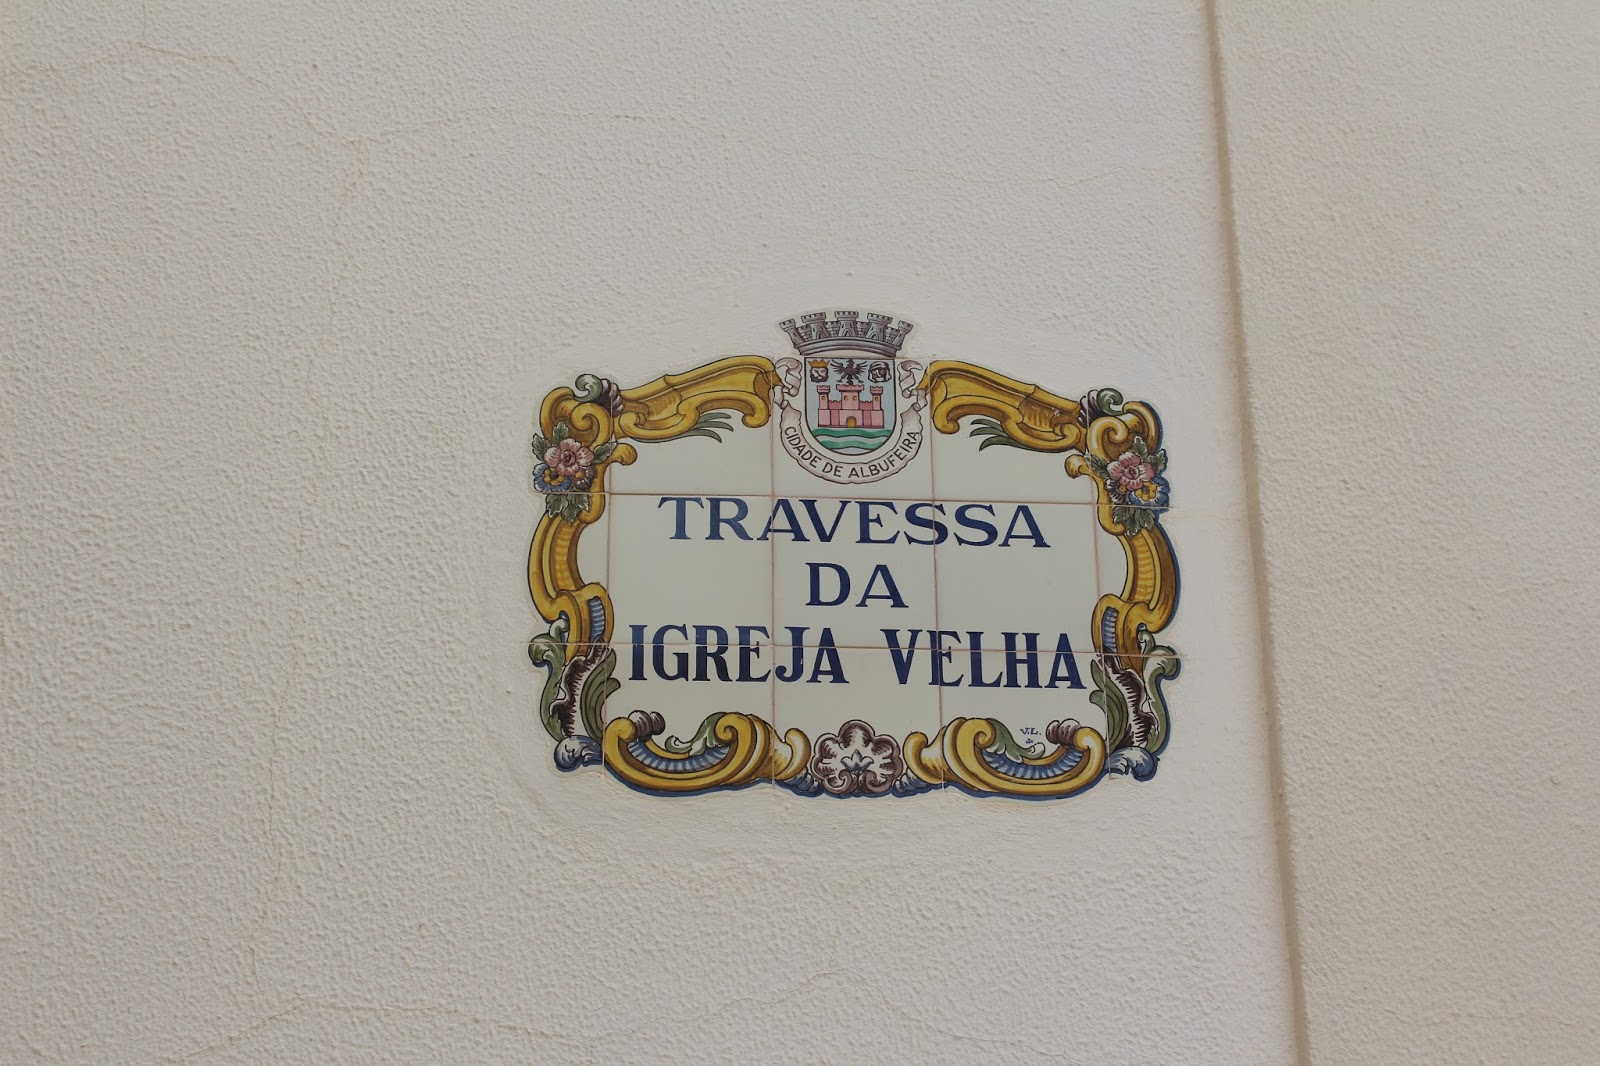 CIDADE DE ALBUFEIRA
TRAVESSA
DA
IGREJA VELHA
V.L.